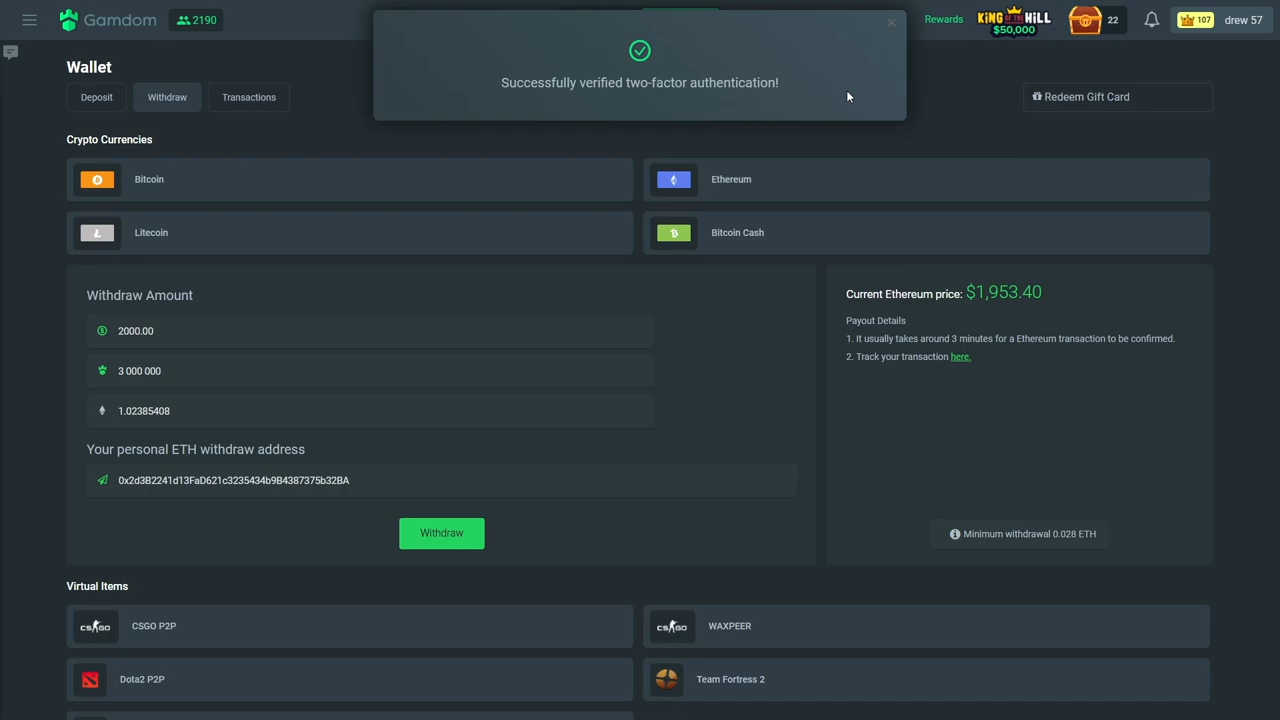 Gamdom
2190
Rewards
KING OF THE HILL
$50,000
22
107
drew 57
Successfully verified two-factor authentication!
Wallet
Deposit
Withdraw
Transactions
Redeem Gift Card
Crypto Currencies
Bitcoin
Ethereum
Litecoin
Bitcoin Cash
Withdraw Amount
2000.00
3 000 000
1.02385408
Your personal ETH withdraw address
0x2d3B2241d13FaD621c3235434b9B4387375b32BA
Withdraw
Current Ethereum price: $1,953.40
Payout Details
1. It usually takes around 3 minutes for a Ethereum transaction to be confirmed.
2. Track your transaction here.
Minimum withdrawal 0.028 ETH
Virtual Items
CS:GO
CSGO P2P
CS:GO
WAXPEER
Dota2 P2P
Team Fortress 2